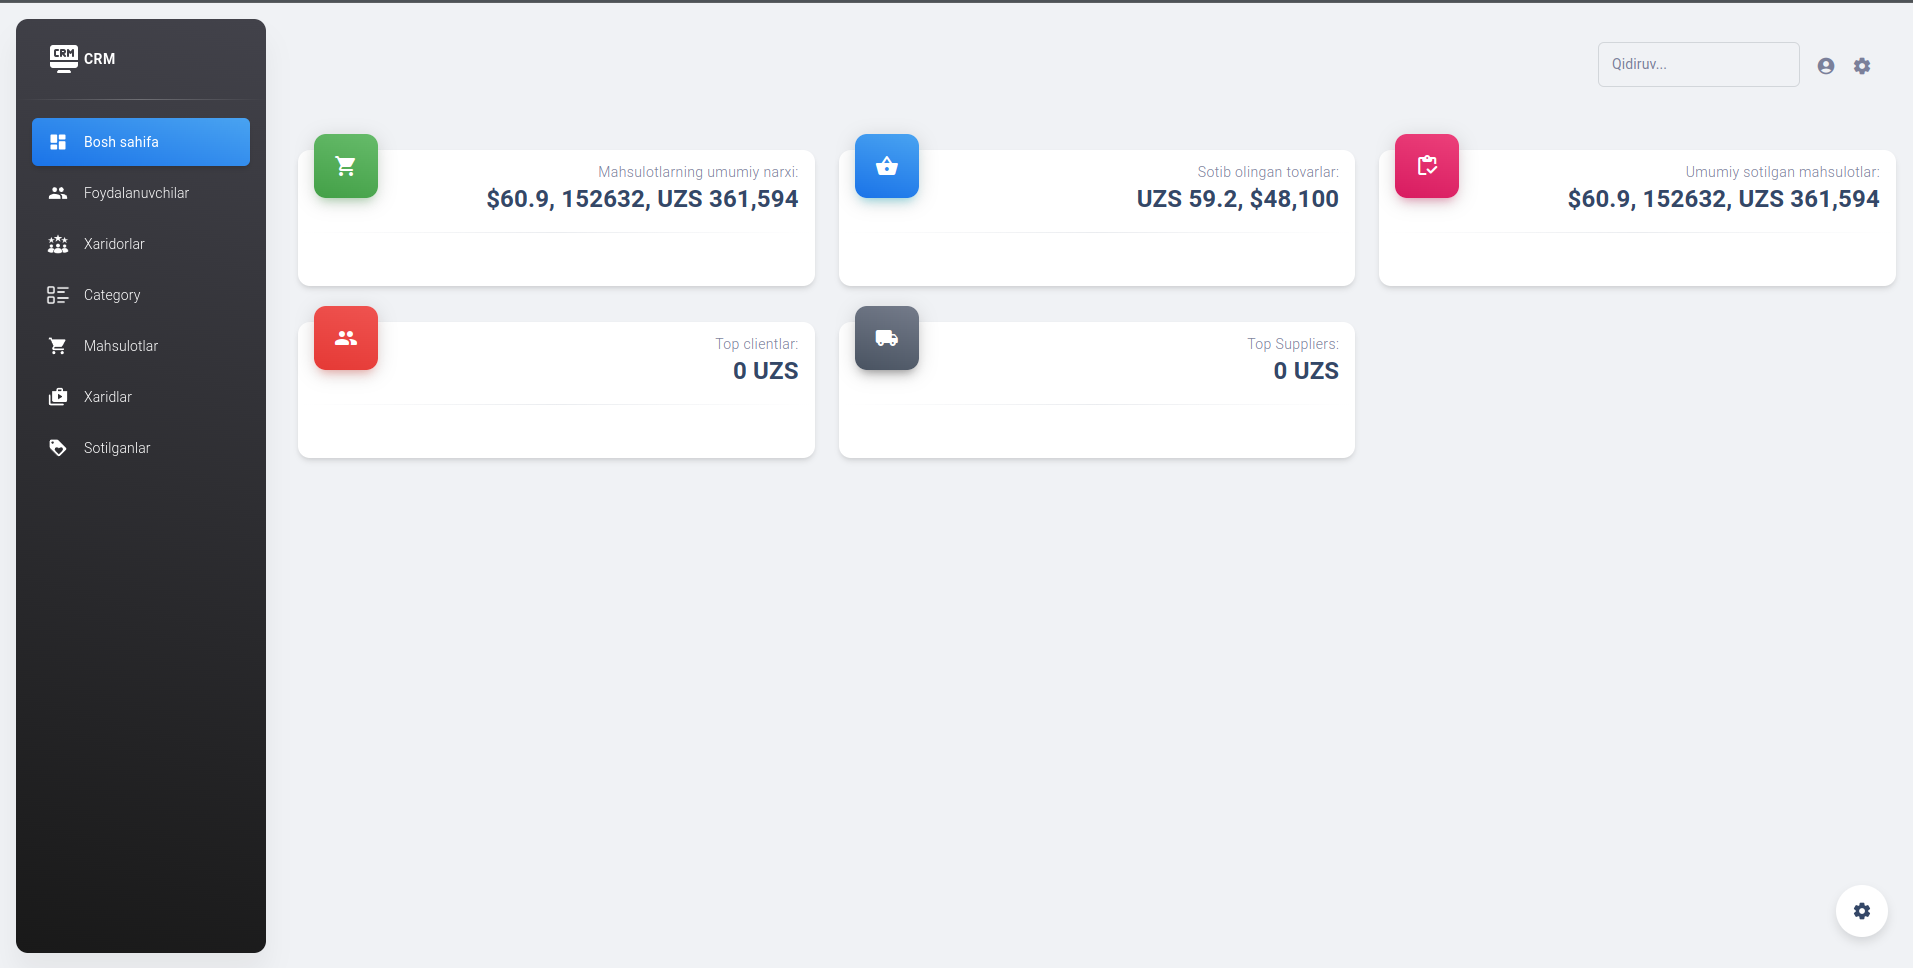 CRM CRM
Qidiruv...
Bosh sahifa
Foydalanuvchilar
Xaridorlar
Category
Mahsulotlar
Xaridlar
Sotilganlar
Mahsulotlarning umumiy narxi:
$60.9, 152632, UZS 361,594
Sotib olingan tovarlar:
UZS 59.2, $48,100
Umumiy sotilgan mahsulotlar:
$60.9, 152632, UZS 361,594
Top clientlar:
0 UZS
Top Suppliers:
0 UZS